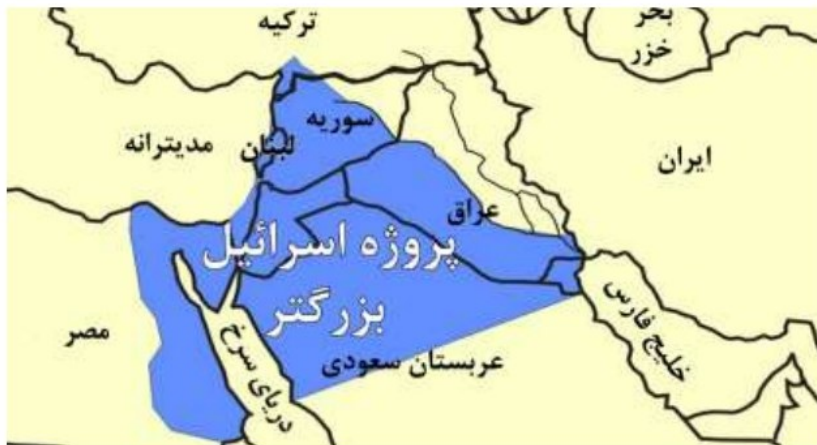 ترکیه
بحر
خزر
سوریه
لبنان
مدیترانه
ایران
عراق
پروژه اسرائیل
بزرگتر
مصر
دریای سرخ
عربستان سعودی
خلیج فارس